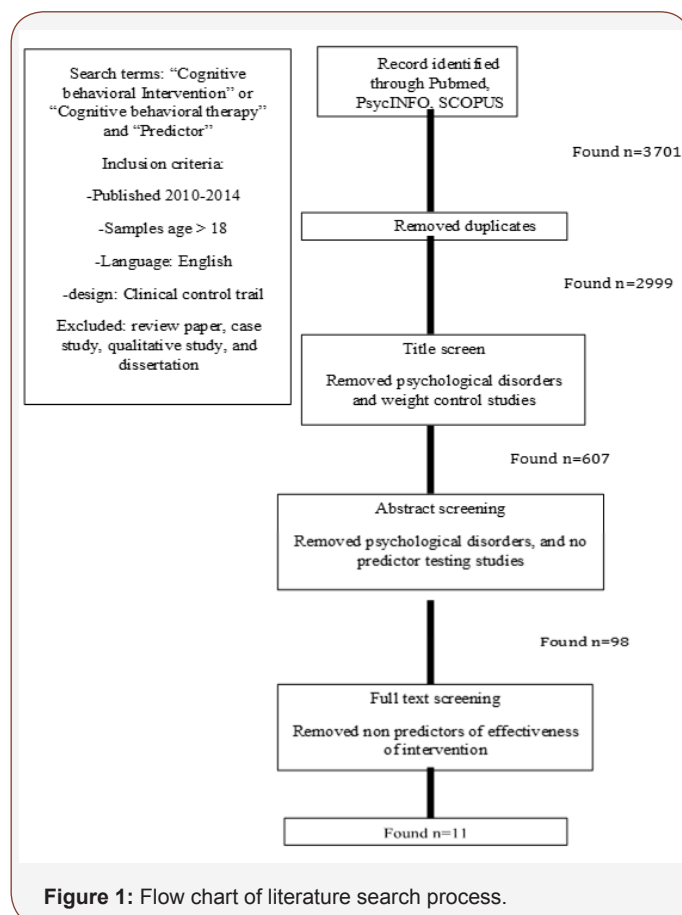 Search terms: “Cognitive
behavioral Intervention” or
“Cognitive behavioral therapy”
and “Predictor”
Inclusion criteria:
-Published 2010-2014
-Samples age > 18
-Language: English
-design: Clinical control trail
Excluded: review paper, case
study, qualitative study, and
dissertation
Record identified
through Pubmed,
PsycINFO, SCOPUS
Found n=3701
Removed duplicates
Found n=2999
Title screen
Removed psychological disorders
and weight control studies
Found n=607
Abstract screening
Removed psychological disorders, and no
predictor testing studies
Found n=98
Full text screening
Removed non predictors of effectiveness
of intervention
Found n=11
Figure 1: Flow chart of literature search process.